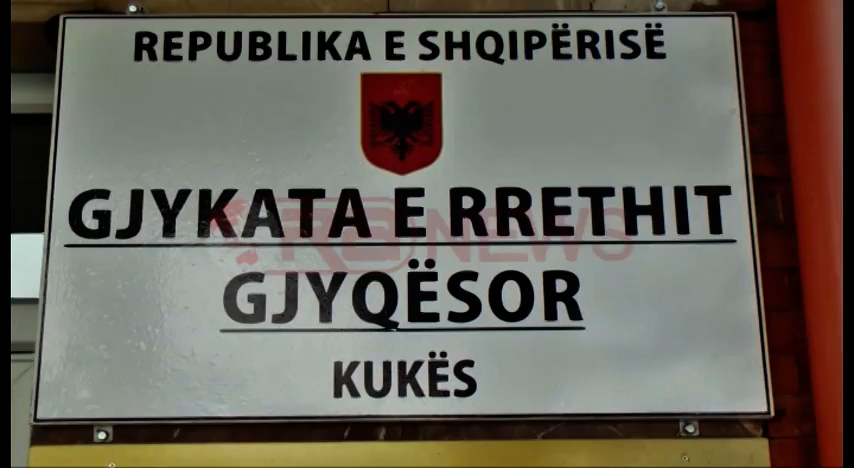 REPUBLIKA E SHQIPËRISË
GJYKATA E RRETHIT
GJYQËSOR
KUKËS